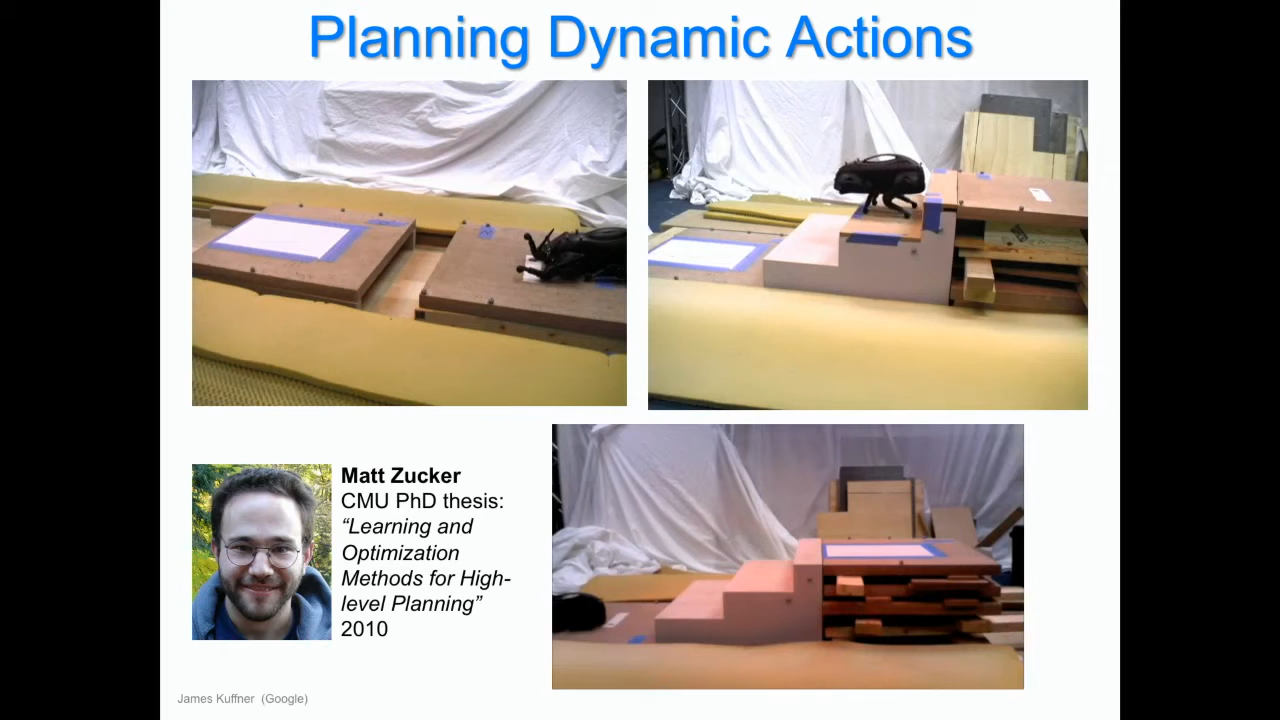 Planning Dynamic Actions
Matt Zucker
CMU PhD thesis:
“Learning and
Optimization
Methods for High-
level Planning”
2010
James Kuffner (Google)